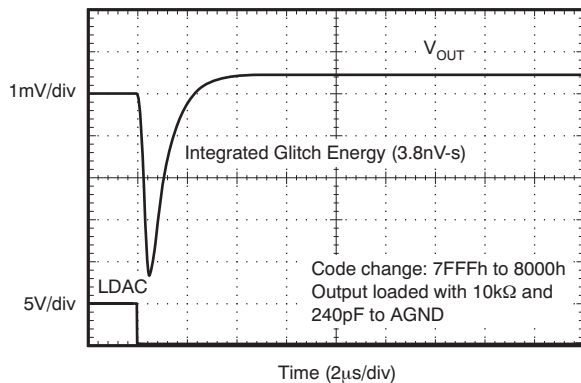 V_OUT
1mV/div
Integrated Glitch Energy (3.8nV-s)
LDAC
Code change: 7FFFh to 8000h
Output loaded with 10kΩ and
5V/div
240pF to AGND
Time (2µs/div)